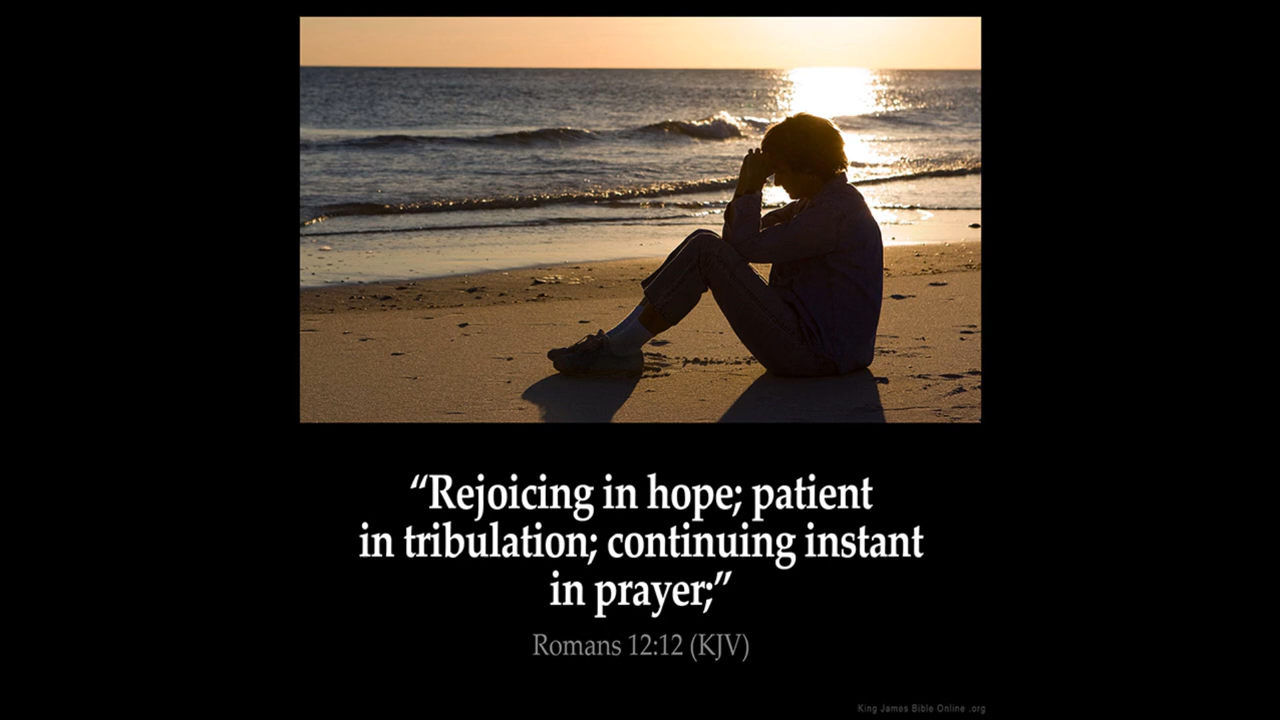 “Rejoicing in hope; patient
in tribulation; continuing instant
in prayer;”
Romans 12:12 (KJV)
King James Bible Online .org